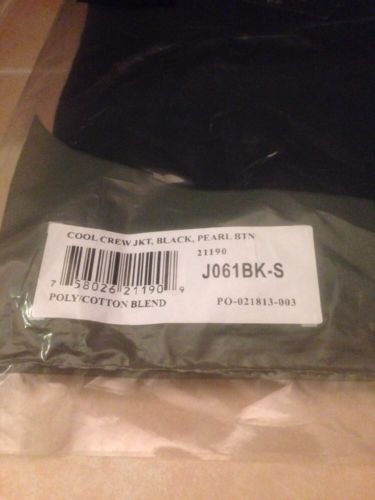 COOL CREW JKT, BLACK, PEARL BTN
21190
J061BK-S
7 58026 21190 9
POLY/COTTON BLEND
PO-021813-003